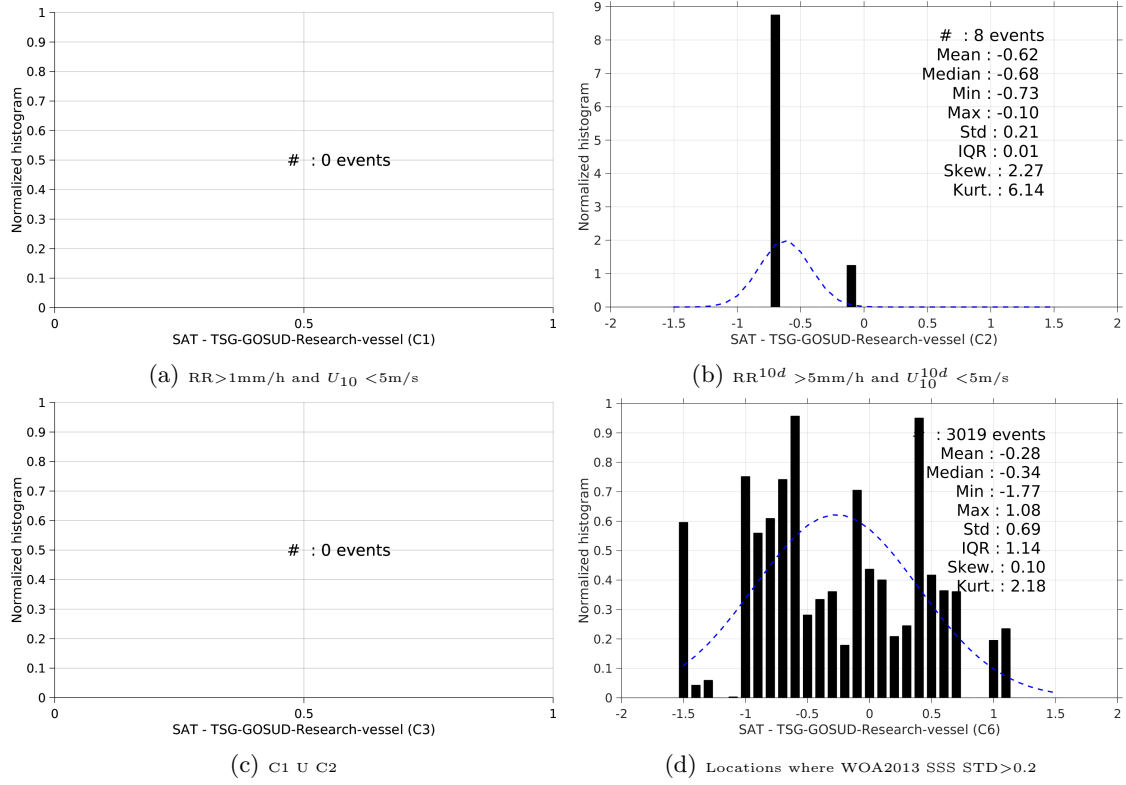 1
0.9
0.8
0.7
0.6
0.5
0.4
0.3
0.2
0.1
0
Normalized histogram
# : 0 events
0 0.5 1
SAT - TSG-GOSUD-Research-vessel (C1)
(a) RR>1mm/h and U10 <5m/s
9
8
7
6
5
4
3
2
1
0
Normalized histogram
# : 8 events
Mean : -0.62
Median : -0.68
Min : -0.73
Max : -0.10
Std : 0.21
IQR : 0.01
Skew. : 2.27
Kurt. : 6.14
-2 -1.5 -1 -0.5 0 0.5 1 1.5 2
SAT - TSG-GOSUD-Research-vessel (C2)
(b) RR10d >5mm/h and U10d10 <5m/s
1
0.9
0.8
0.7
0.6
0.5
0.4
0.3
0.2
0.1
0
Normalized histogram
# : 0 events
0 0.5 1
SAT - TSG-GOSUD-Research-vessel (C3)
(c) C1 U C2
1
0.9
0.8
0.7
0.6
0.5
0.4
0.3
0.2
0.1
0
Normalized histogram
# : 3019 events
Mean : -0.28
Median : -0.34
Min : -1.77
Max : 1.08
Std : 0.69
IQR : 1.14
Skew. : 0.10
Kurt. : 2.18
-2 -1.5 -1 -0.5 0 0.5 1 1.5 2
SAT - TSG-GOSUD-Research-vessel (C6)
(d) Locations where WOA2013 SSS STD>0.2